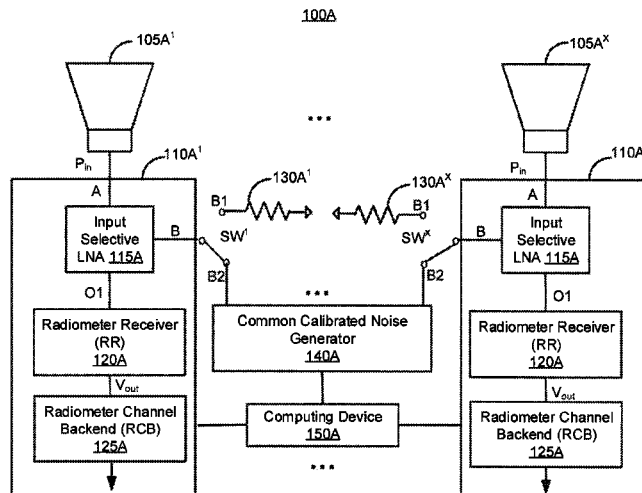 100A
105A¹
105Aˣ
...
Pin
110A¹
Pin
110A
A
130A¹
130Aˣ
A
B1
B1
Input
Selective
LNA 115A
B
SW¹
SWˣ
B
Input
Selective
LNA 115A
B2
B2
O1
...
O1
Radiometer Receiver
(RR)
120A
Common Calibrated Noise
Generator
140A
Radiometer Receiver
(RR)
120A
Vout
Vout
Radiometer Channel
Backend (RCB)
125A
Computing Device
150A
Radiometer Channel
Backend (RCB)
125A
...